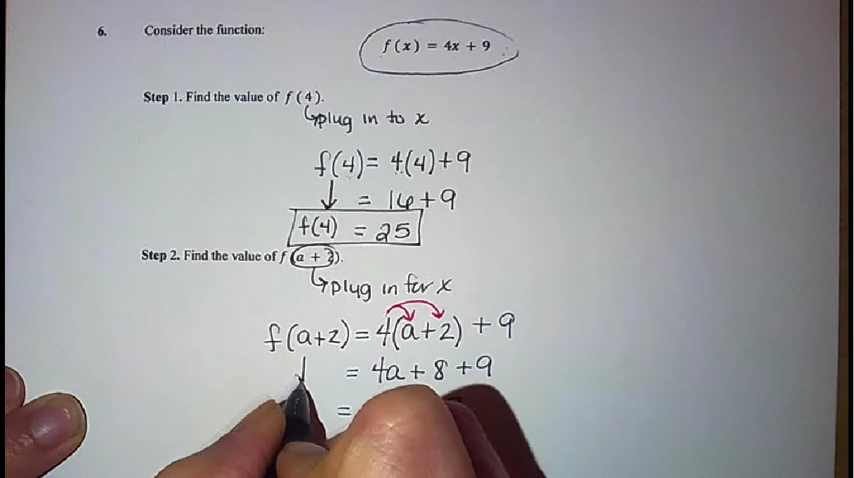 6. Consider the function:
f(x) = 4x + 9
Step 1. Find the value of f(4).
↳plug in to x
f(4) = 4(4)+9
↓ = 16+9
f(4) = 25
Step 2. Find the value of f(a + 2).
↳plug in for x
f(a+2) = 4(a+2) + 9
= 4a + 8 + 9
=